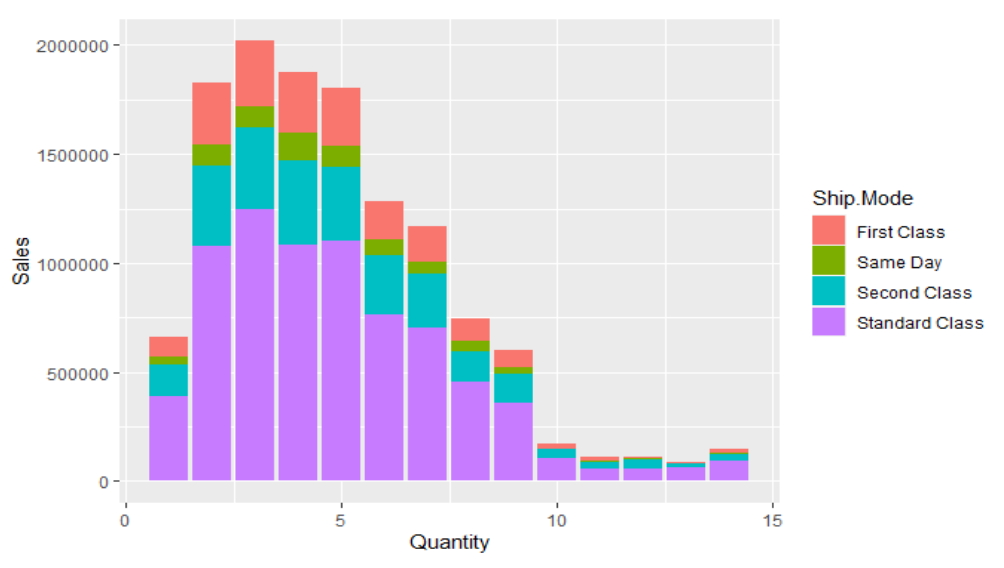 2000000
1500000
1000000
500000
0
Sales
0 5 10 15
Quantity
Ship.Mode
First Class
Same Day
Second Class
Standard Class